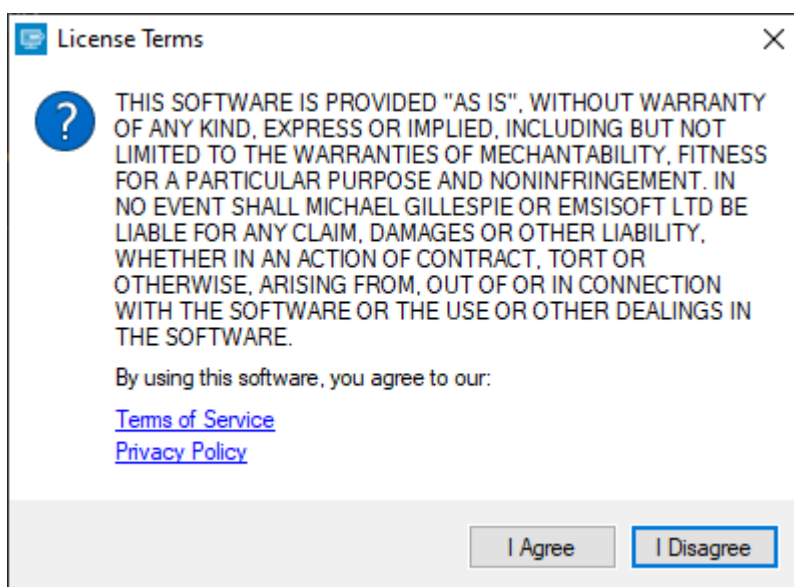 License Terms
THIS SOFTWARE IS PROVIDED "AS IS", WITHOUT WARRANTY
OF ANY KIND, EXPRESS OR IMPLIED, INCLUDING BUT NOT
LIMITED TO THE WARRANTIES OF MECHANTABILITY, FITNESS
FOR A PARTICULAR PURPOSE AND NONINFRINGEMENT. IN
NO EVENT SHALL MICHAEL GILLESPIE OR EMSISOFT LTD BE
LIABLE FOR ANY CLAIM, DAMAGES OR OTHER LIABILITY,
WHETHER IN AN ACTION OF CONTRACT, TORT OR
OTHERWISE, ARISING FROM, OUT OF OR IN CONNECTION
WITH THE SOFTWARE OR THE USE OR OTHER DEALINGS IN
THE SOFTWARE.
By using this software, you agree to our:
Terms of Service
Privacy Policy
I Agree
I Disagree